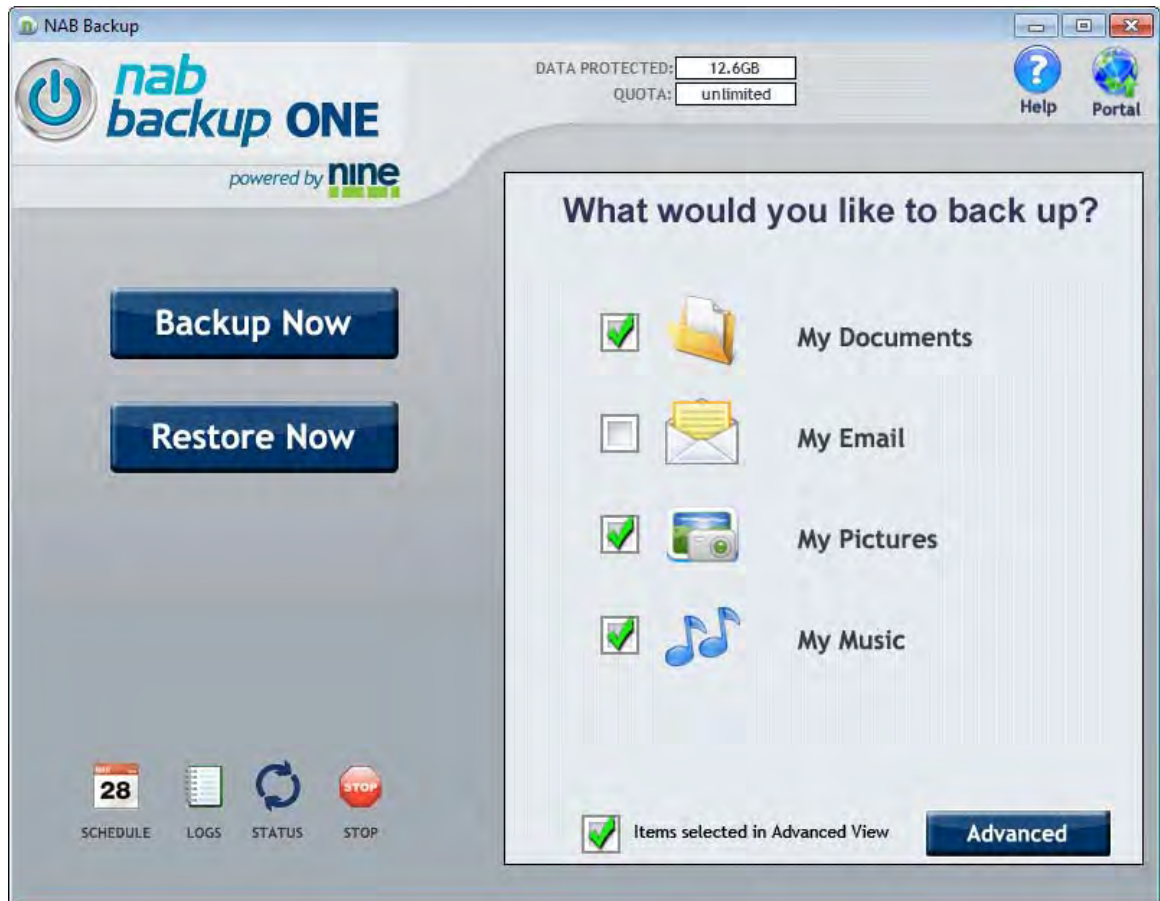 NAB Backup
nab
backup ONE
powered by nine
DATA PROTECTED: 12.6GB
QUOTA: unlimited
Help
Portal
Backup Now
Restore Now
What would you like to back up?
My Documents
My Email
My Pictures
My Music
28
STOP
SCHEDULE
LOGS
STATUS
STOP
Items selected in Advanced View
Advanced